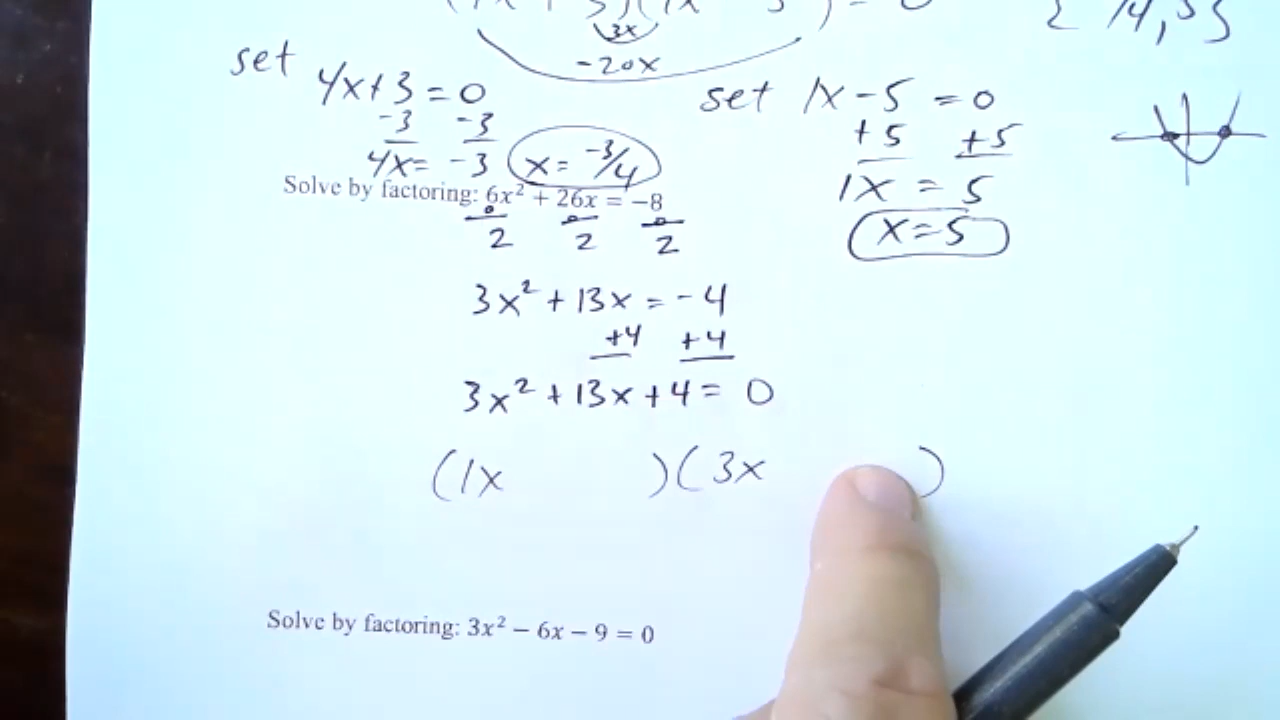 3x
-20x
set 4x+3=0
-3 -3
4x= -3 x= -3/4
set 1x-5 =0
+5 +5
1x = 5
x=5
Solve by factoring: 6x² + 26x = −8
2 2 2
3x²+13x = -4
+4 +4
3x²+13x+4= 0
(1x )(3x )
Solve by factoring: 3x² − 6x − 9 = 0